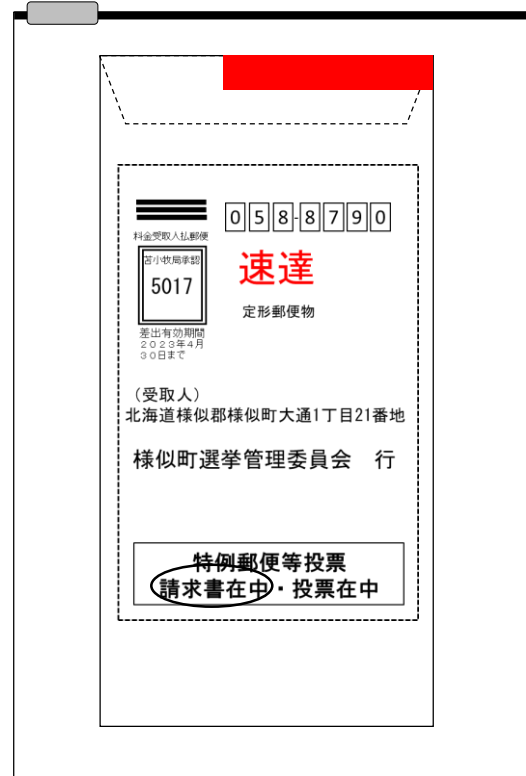 058-8790
料金受取人払郵便
苫小牧局承認
5017
速達
定形郵便物
差出有効期間
2023年4月
30日まで
(受取人)
北海道様似郡様似町大通1丁目21番地
様似町選挙管理委員会 行
特例郵便等投票
請求書在中・投票在中